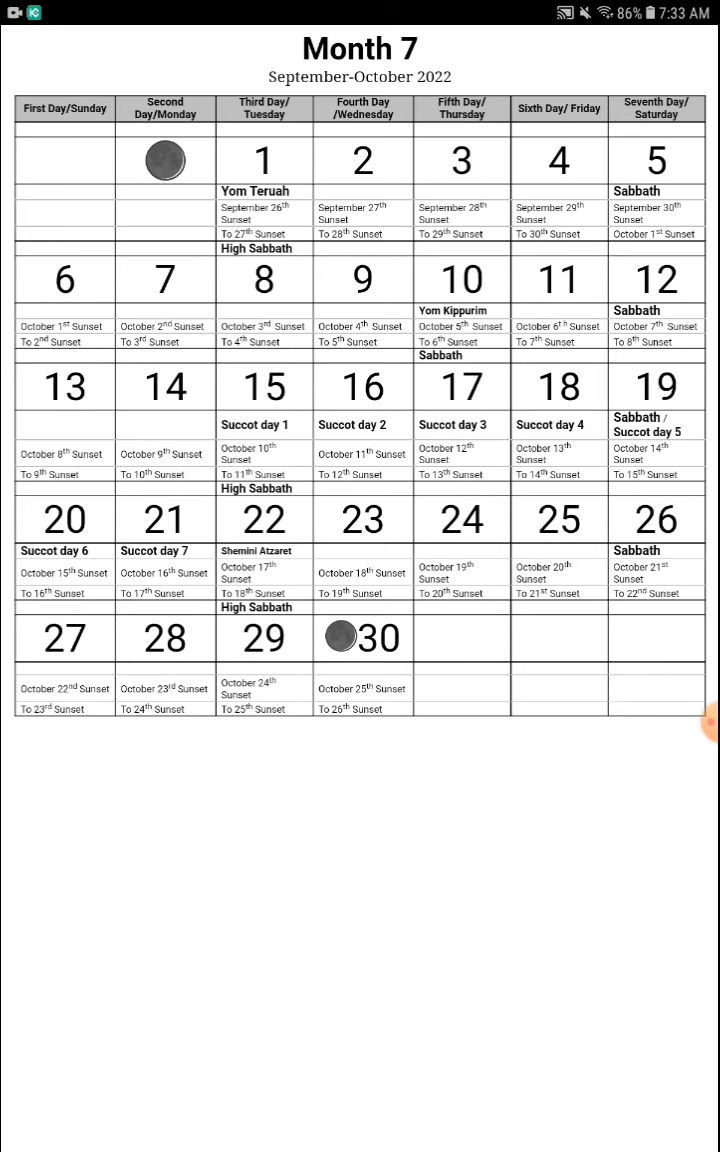 86% 7:33 AM
Month 7
September-October 2022
First Day/Sunday Second Day/Monday Third Day/ Tuesday Fourth Day /Wednesday Fifth Day/ Thursday Sixth Day/ Friday Seventh Day/ Saturday
1 2 3 4 5
Yom Teruah Sabbath
September 26th Sunset September 27th Sunset September 28th Sunset September 29th Sunset September 30th Sunset
To 27th Sunset To 28th Sunset To 29th Sunset To 30th Sunset October 1st Sunset
High Sabbath
6 7 8 9 10 11 12
Yom Kippurim Sabbath
October 1st Sunset October 2nd Sunset October 3rd Sunset October 4th Sunset October 5th Sunset October 6th Sunset October 7th Sunset
To 2nd Sunset To 3rd Sunset To 4th Sunset To 5th Sunset To 6th Sunset To 7th Sunset To 8th Sunset
Sabbath
13 14 15 16 17 18 19
Succot day 1 Succot day 2 Succot day 3 Succot day 4 Sabbath / Succot day 5
October 8th Sunset October 9th Sunset October 10th Sunset October 11th Sunset October 12th Sunset October 13th Sunset October 14th Sunset
To 9th Sunset To 10th Sunset To 11th Sunset To 12th Sunset To 13th Sunset To 14th Sunset To 15th Sunset
High Sabbath
20 21 22 23 24 25 26
Succot day 6 Succot day 7 Shemini Atzaret Sabbath
October 15th Sunset October 16th Sunset October 17th Sunset October 18th Sunset October 19th Sunset October 20th Sunset October 21st Sunset
To 16th Sunset To 17th Sunset To 18th Sunset To 19th Sunset To 20th Sunset To 21st Sunset To 22nd Sunset
High Sabbath
27 28 29 30
October 22nd Sunset October 23rd Sunset October 24th Sunset October 25th Sunset
To 23rd Sunset To 24th Sunset To 25th Sunset To 26th Sunset